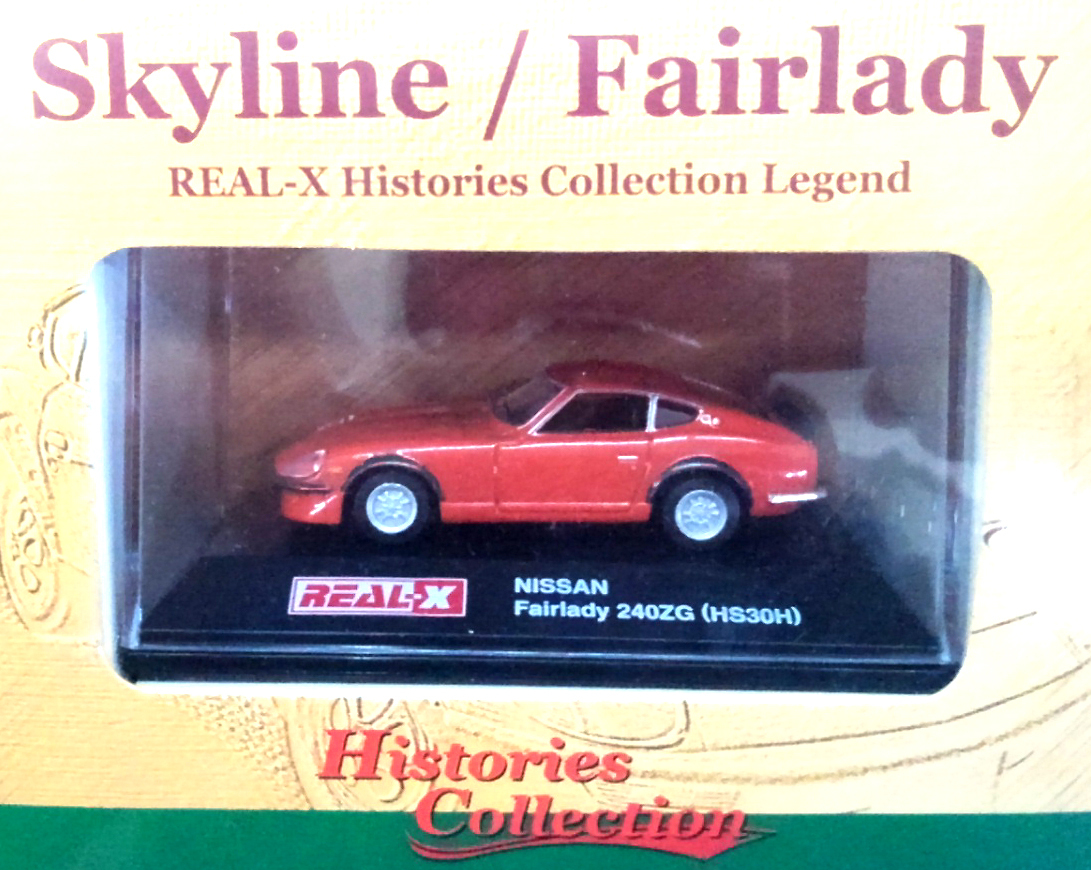 Skyline / Fairlady
REAL-X Histories Collection Legend
REAL-X
NISSAN
Fairlady 240ZG (HS30H)
Histories
Collection